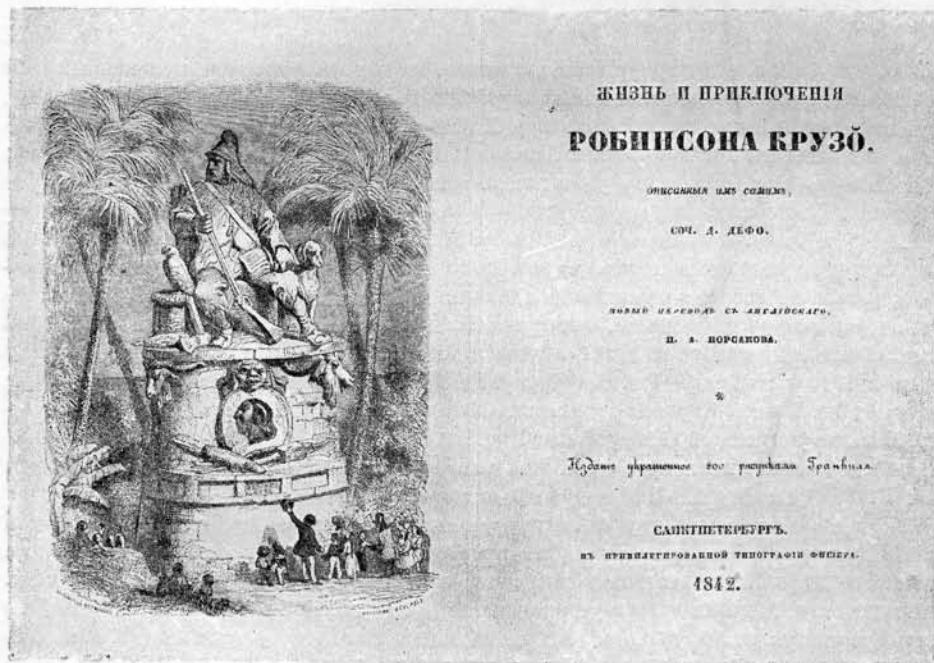 ЖИЗНЬ И ПРИКЛЮЧЕНІЯ
РОБИНСОНА КРУЗО̆.
ОПИСАННЫЯ ИМЪ САМИМЪ,
СОЧ. Д. ДЕФО.
НОВЫЙ ПЕРЕВОДЪ СЪ АНГЛІЙСКАГО,
П. А. КОРСАКОВА.
Изданіе украшенное 200 рисунками Гранвиля.
САНКТПЕТЕРБУРГЪ.
ВЪ ПРИВИЛЕГИРОВАННОЙ ТИПОГРАФІИ ФИШЕРА.
1842.